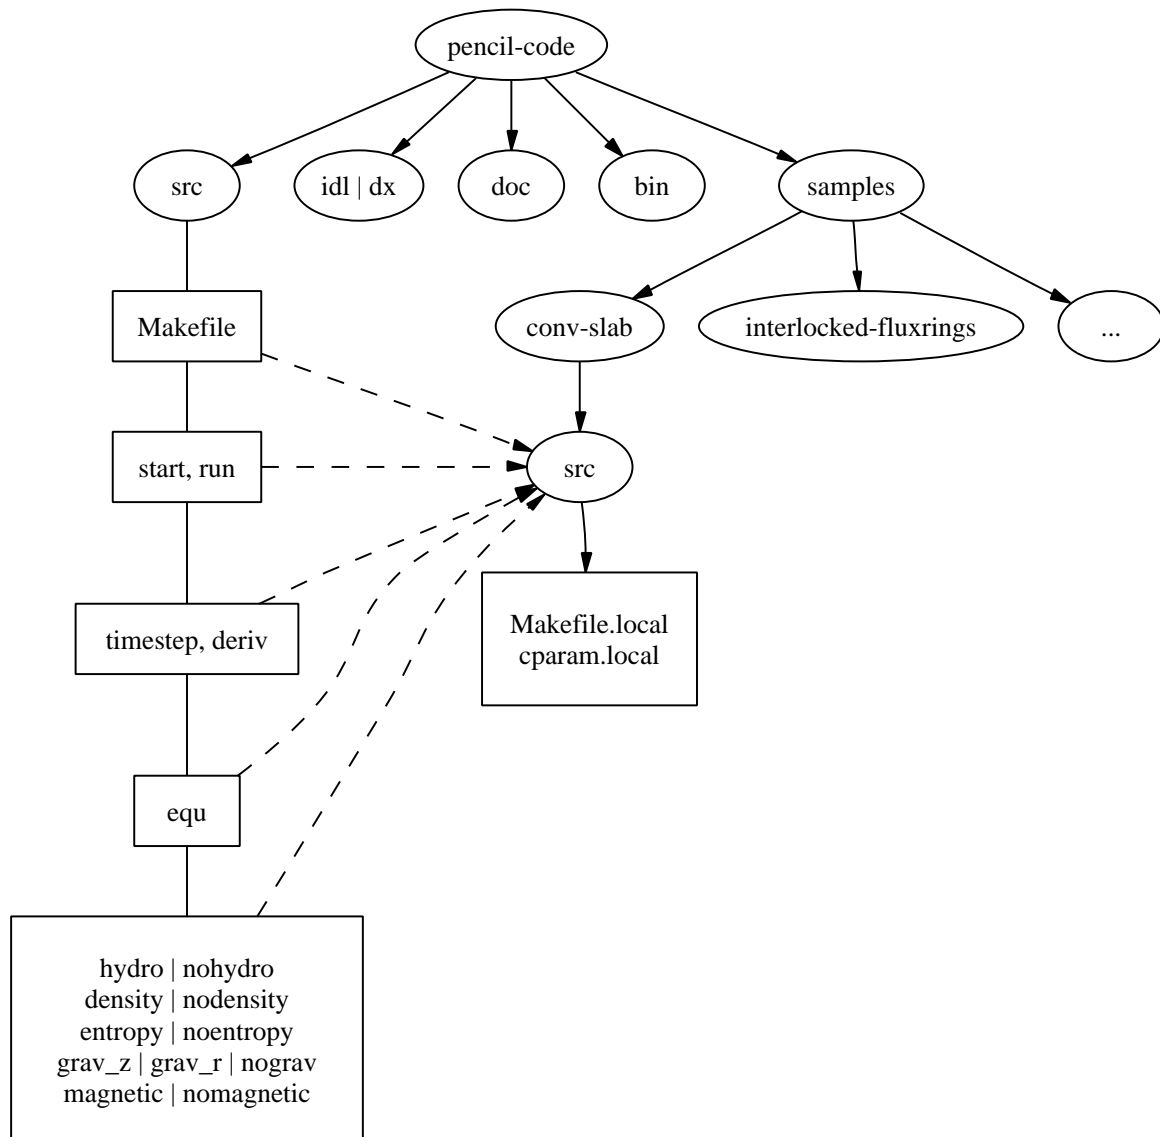 pencil-code
src
idl | dx
doc
bin
samples
Makefile
conv-slab
interlocked-fluxrings
...
start, run
src
timestep, deriv
Makefile.local
cparam.local
equ
hydro | nohydro
density | nodensity
entropy | noentropy
grav_z | grav_r | nograv
magnetic | nomagnetic